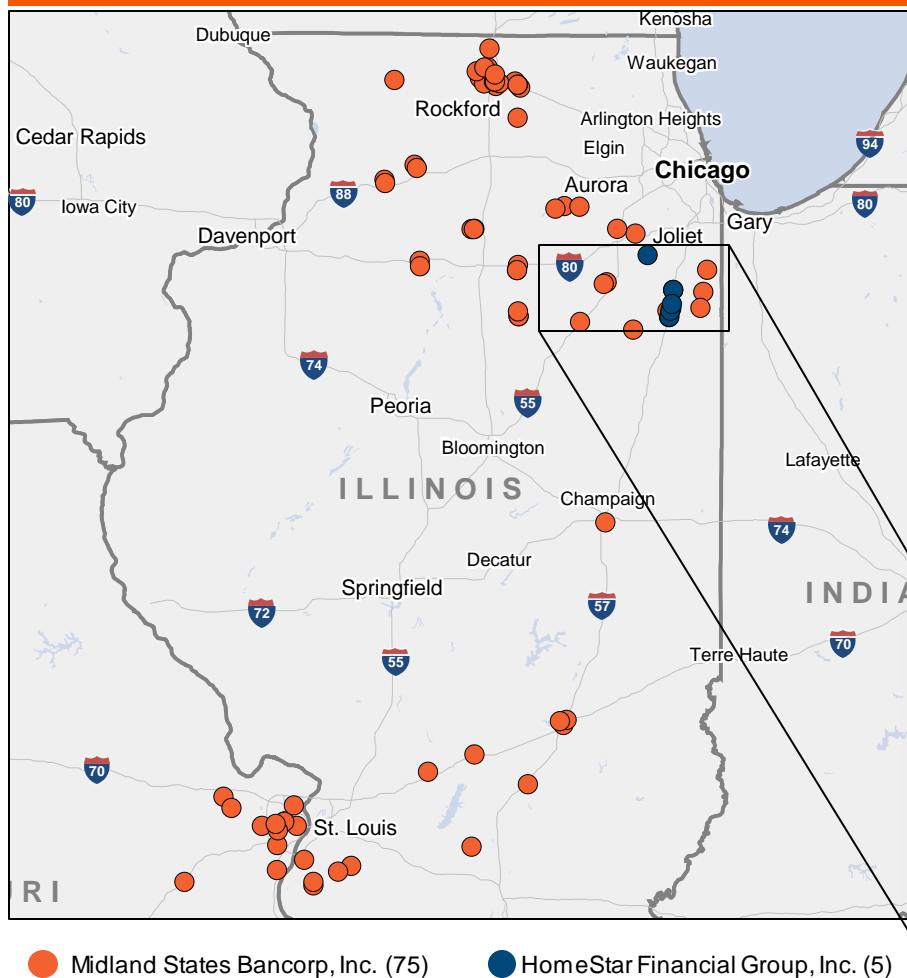 Kenosha
Dubuque
Waukegan
Rockford
Arlington Heights
Cedar Rapids
Elgin
94
Chicago
88
Aurora
80
Iowa City
80
Gary
Davenport
Joliet
80
74
Peoria
55
Bloomington
Lafayette
ILLINOIS
Champaign
74
Decatur
Springfield
INDIA
72
57
70
55
Terre Haute
70
St. Louis
URI
Midland States Bancorp, Inc. (75)
HomeStar Financial Group, Inc. (5)